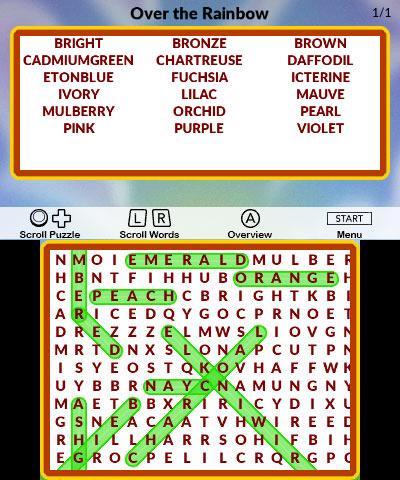 Over the Rainbow
1/1
BRIGHT BRONZE BROWN
CADMIUMGREEN CHARTREUSE DAFFODIL
ETONBLUE FUCHSIA ICTERINE
IVORY LILAC MAUVE
MULBERRY ORCHID PEARL
PINK PURPLE VIOLET
L R A START
Scroll Puzzle Scroll Words Overview Menu
N M O I E M E R A L D M U L B E R
H B N T F I H H U B O R A N G E H
C E P E A C H C B R I G H T K B I
A R I C E D Q Y G O C P R N O E T
D R E Z Z Z E L M W S L I O V G N
M R T D N X S L O N A P C U T P N
I S Y E O S T Q K O V H A F F W K
U Y B B R N A Y C N A M U N G N Y
M A E T B B X R I R I C Y D I X U
G S N E A C A A T V H W I R E E D
R H I L L H A R R S O H I F B I H
E G R O C P E L I L C R Q R G P Q